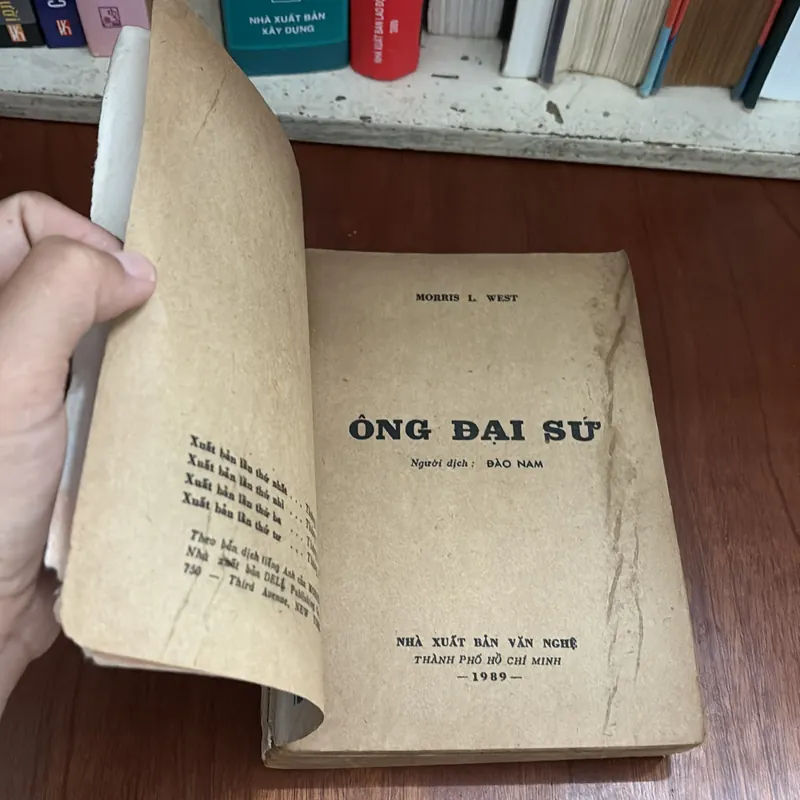 NHÀ XUẤT BẢN
XÂY DỰNG
MORRIS L. WEST
ÔNG ĐẠI SỨ
Người dịch : ĐÀO NAM
NHÀ XUẤT BẢN VĂN NGHỆ
THÀNH PHỐ HỒ CHÍ MINH
—1989—
Xuất bản lần thứ nhất . . .
Xuất bản lần thứ nhì . . .
Xuất bản lần thứ ba . . .
Xuất bản lần thứ tư . . .
Theo bản dịch tiếng Anh của
Nhà xuất bản DELL Publishing
750 — Third Avenue, NEW